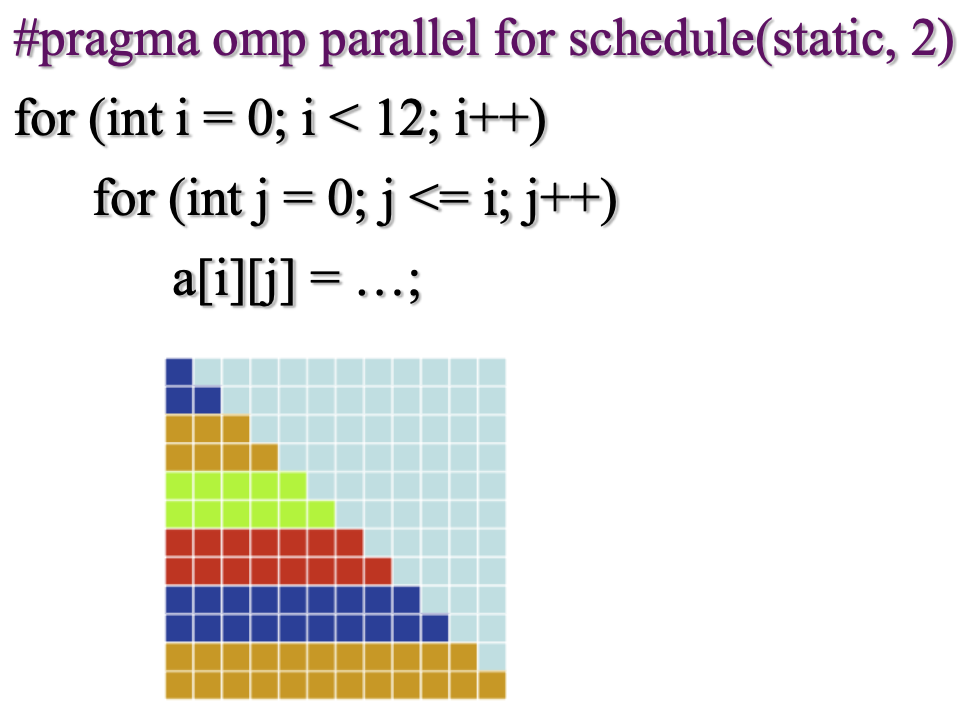 #pragma omp parallel for schedule(static, 2)
for (int i = 0; i < 12; i++)
for (int j = 0; j <= i; j++)
a[i][j] = …;